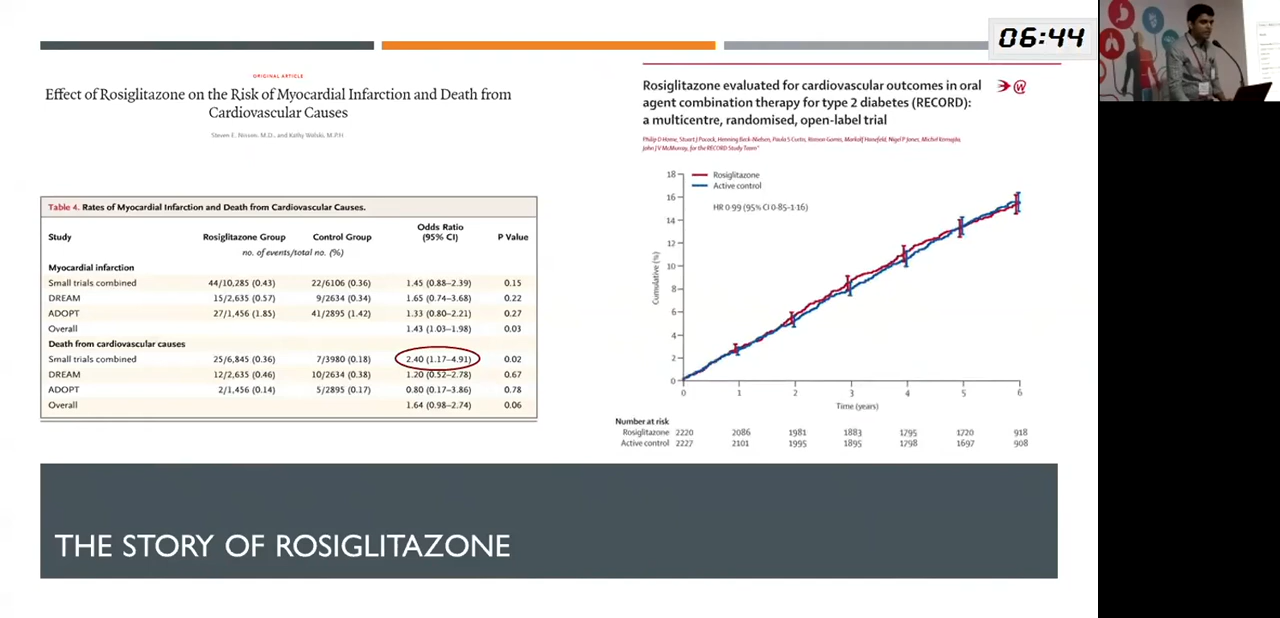 06:44
ORIGINAL ARTICLE
Effect of Rosiglitazone on the Risk of Myocardial Infarction and Death from
Cardiovascular Causes
Steven E. Nissen, M.D., and Kathy Wolski, M.P.H.
Table 4. Rates of Myocardial Infarction and Death from Cardiovascular Causes.
Study Rosiglitazone Group Control Group Odds Ratio (95% CI) P Value
no. of events/total no. (%)
Myocardial infarction
Small trials combined 44/10,285 (0.43) 22/6106 (0.36) 1.45 (0.88–2.39) 0.15
DREAM 15/2,635 (0.57) 9/2634 (0.34) 1.65 (0.74–3.68) 0.22
ADOPT 27/1,456 (1.85) 41/2895 (1.42) 1.33 (0.80–2.21) 0.27
Overall 1.43 (1.03–1.98) 0.03
Death from cardiovascular causes
Small trials combined 25/6,845 (0.36) 7/3980 (0.18) 2.40 (1.17–4.91) 0.02
DREAM 12/2,635 (0.46) 10/2634 (0.38) 1.20 (0.52–2.78) 0.67
ADOPT 2/1,456 (0.14) 5/2895 (0.17) 0.80 (0.17–3.86) 0.78
Overall 1.64 (0.98–2.74) 0.06
Rosiglitazone evaluated for cardiovascular outcomes in oral
agent combination therapy for type 2 diabetes (RECORD):
a multicentre, randomised, open-label trial
Philip D Home, Stuart J Pocock, Henning Beck-Nielsen, Paula S Curtis, Ramon Gomis, Markolf Hanefeld, Nigel P Jones, Michel Komajda,
John J V McMurray, for the RECORD Study Team*
Rosiglitazone
Active control
HR 0·99 (95% CI 0·85–1·16)
Cumulative (%)
18
16
14
12
10
8
6
4
2
0
0 1 2 3 4 5 6
Time (years)
Number at risk
Rosiglitazone 2220 2086 1981 1883 1795 1720 918
Active control 2227 2101 1995 1895 1798 1697 908
THE STORY OF ROSIGLITAZONE